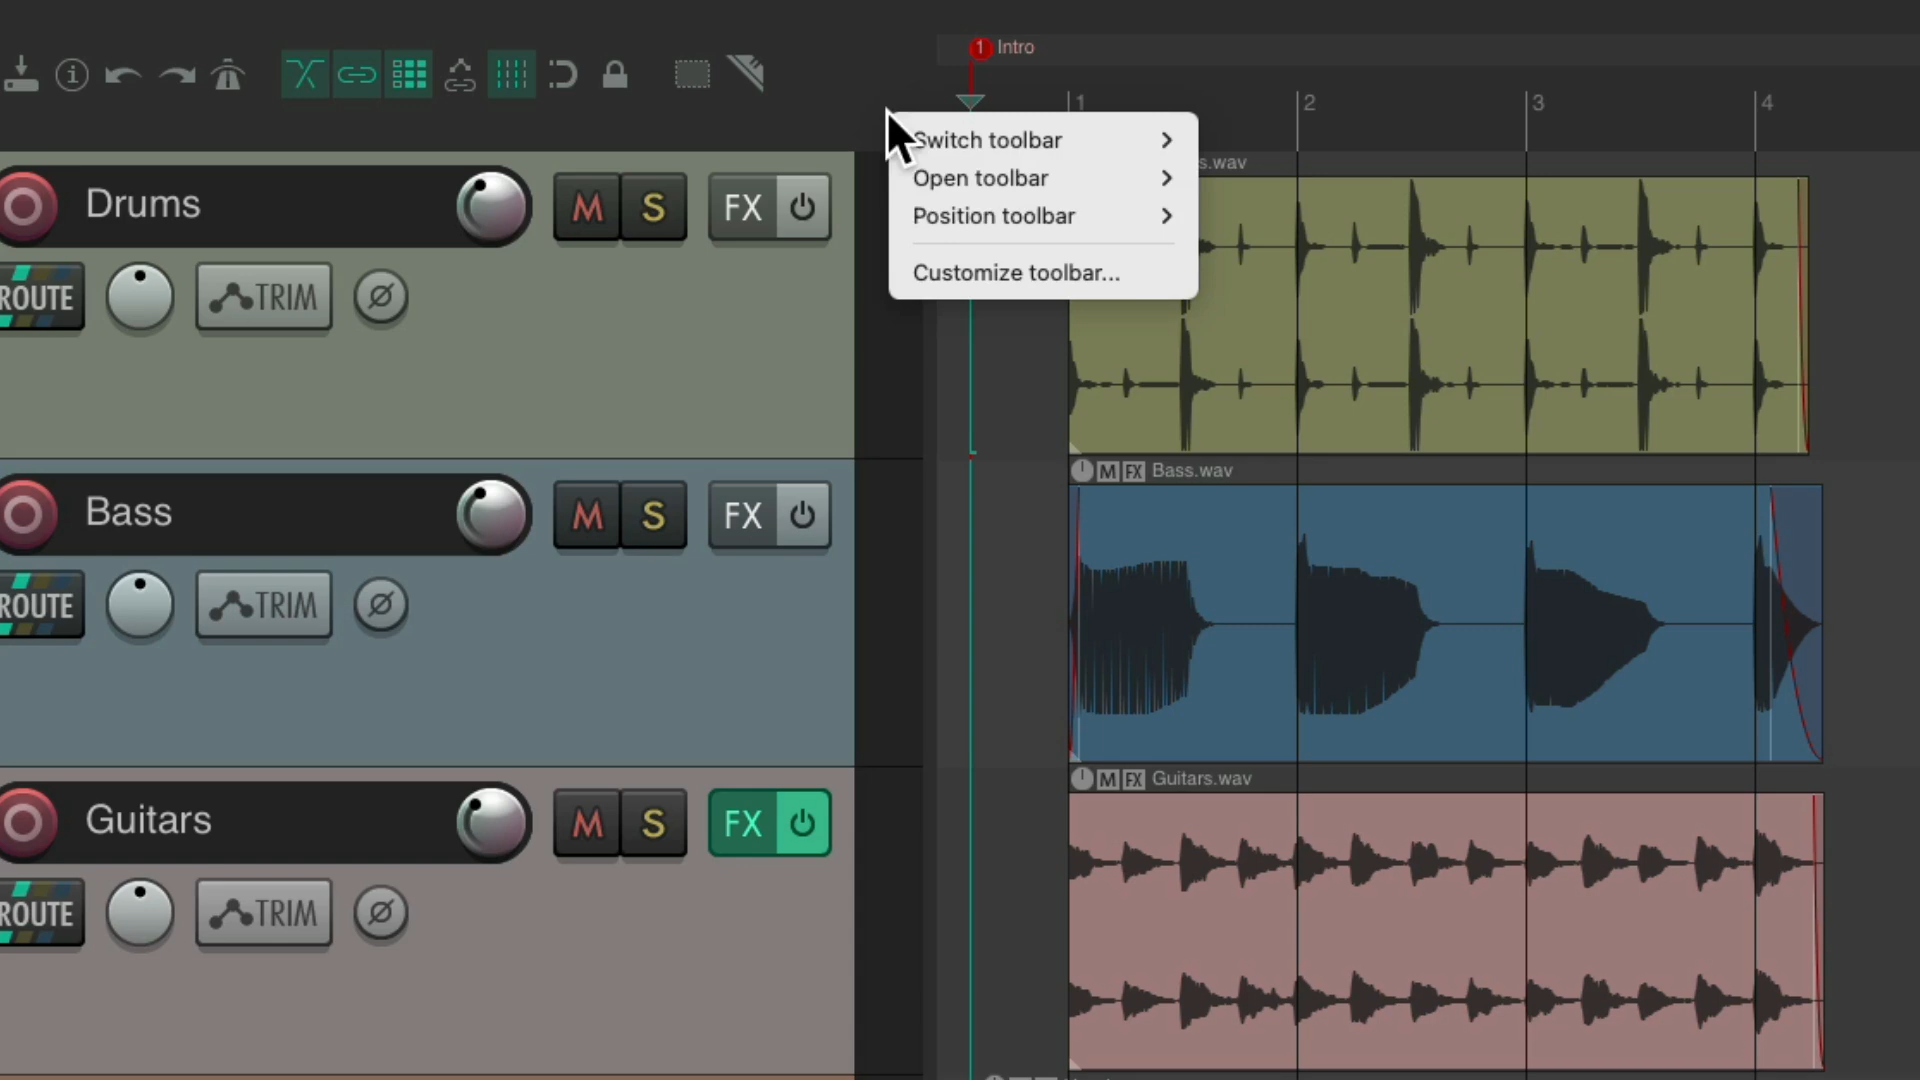 1 Intro
1 2 3 4
Switch toolbar
Open toolbar
Position toolbar
Customize toolbar...
s.wav
Drums M S FX
ROUTE TRIM
M FX Bass.wav
Bass M S FX
ROUTE TRIM
M FX Guitars.wav
Guitars M S FX
ROUTE TRIM